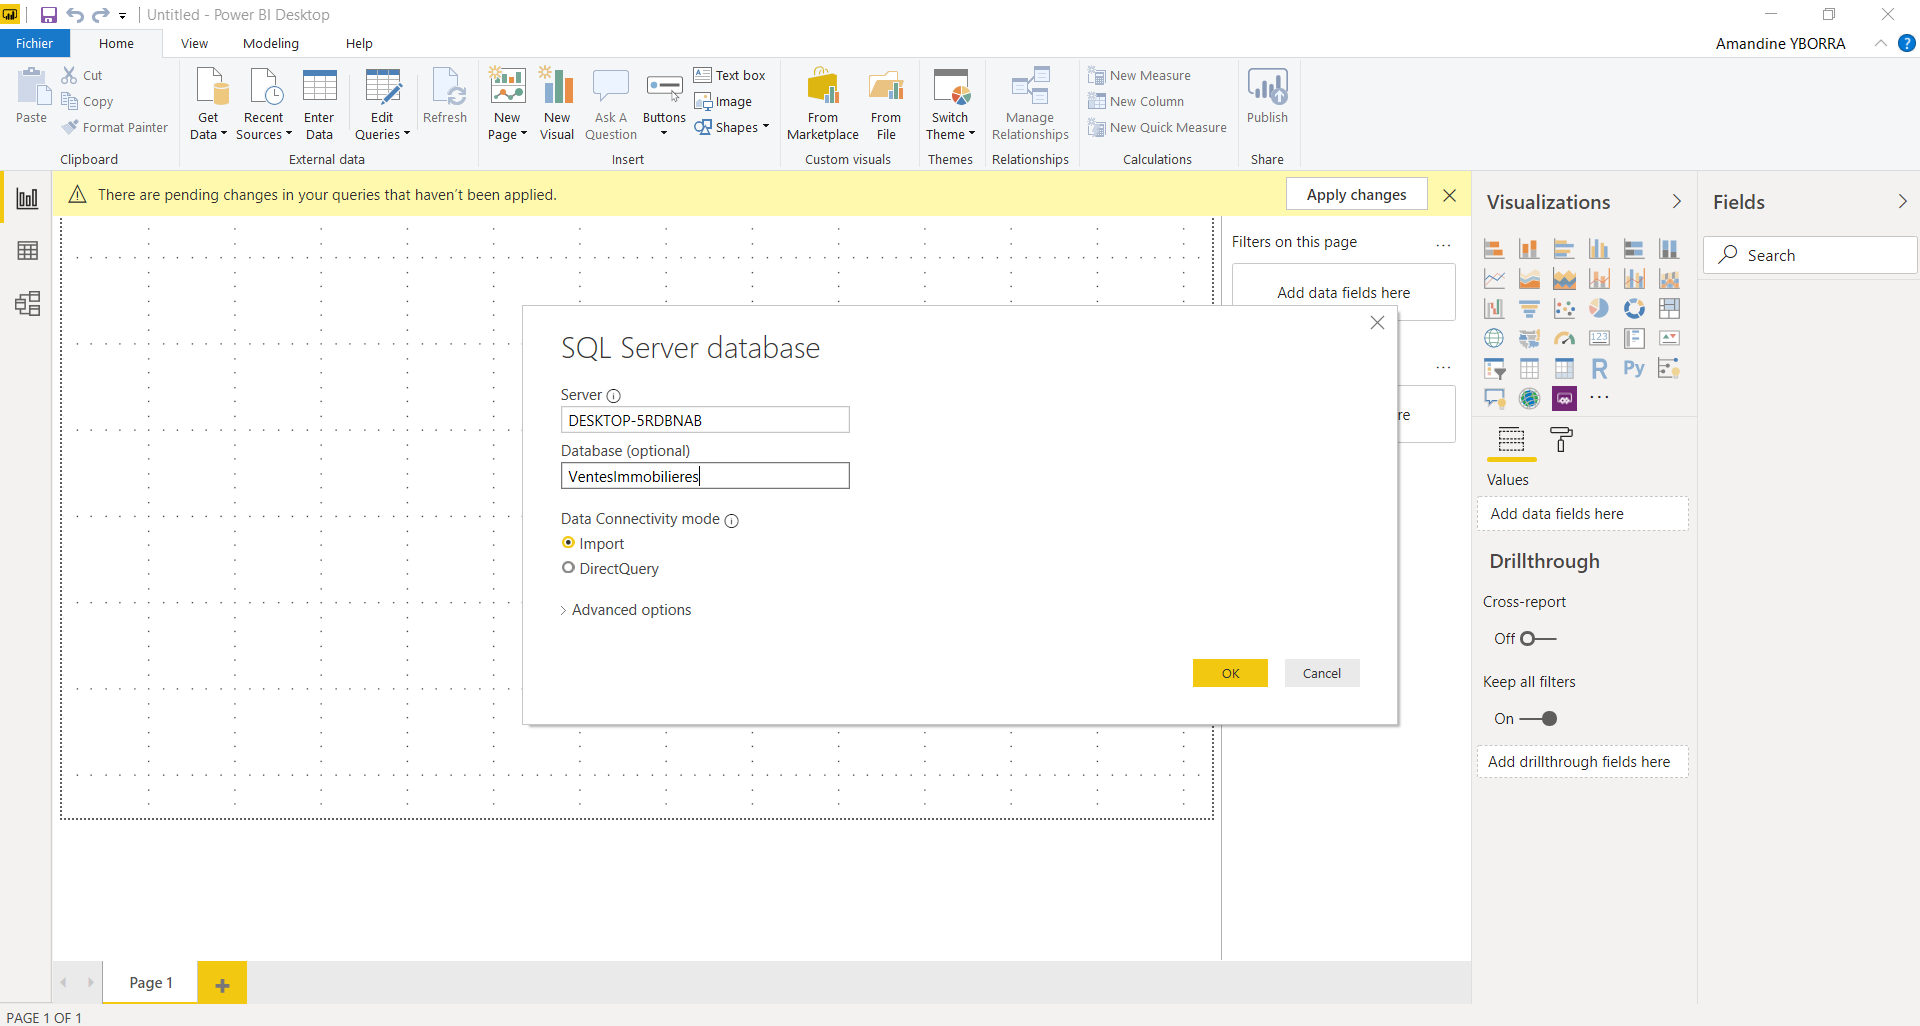 Untitled - Power BI Desktop
Fichier
Home
View
Modeling
Help
Amandine YBORRA
?
Paste
Cut
Copy
Format Painter
Clipboard
Get
Data
Recent
Sources
Enter
Data
Edit
Queries
Refresh
External data
New
Page
New
Visual
Ask A
Question
Buttons
Text box
Image
Shapes
Insert
From
Marketplace
From
File
Custom visuals
Switch
Theme
Themes
Manage
Relationships
Relationships
New Measure
New Column
New Quick Measure
Calculations
Publish
Share
There are pending changes in your queries that haven't been applied.
Apply changes
Filters on this page
...
Add data fields here
...
re
SQL Server database
Server
DESKTOP-5RDBNAB
Database (optional)
VentesImmobilieres
Data Connectivity mode
Import
DirectQuery
Advanced options
OK
Cancel
Visualizations
123
R
Py
...
Values
Add data fields here
Drillthrough
Cross-report
Off
Keep all filters
On
Add drillthrough fields here
Fields
Search
Page 1
PAGE 1 OF 1